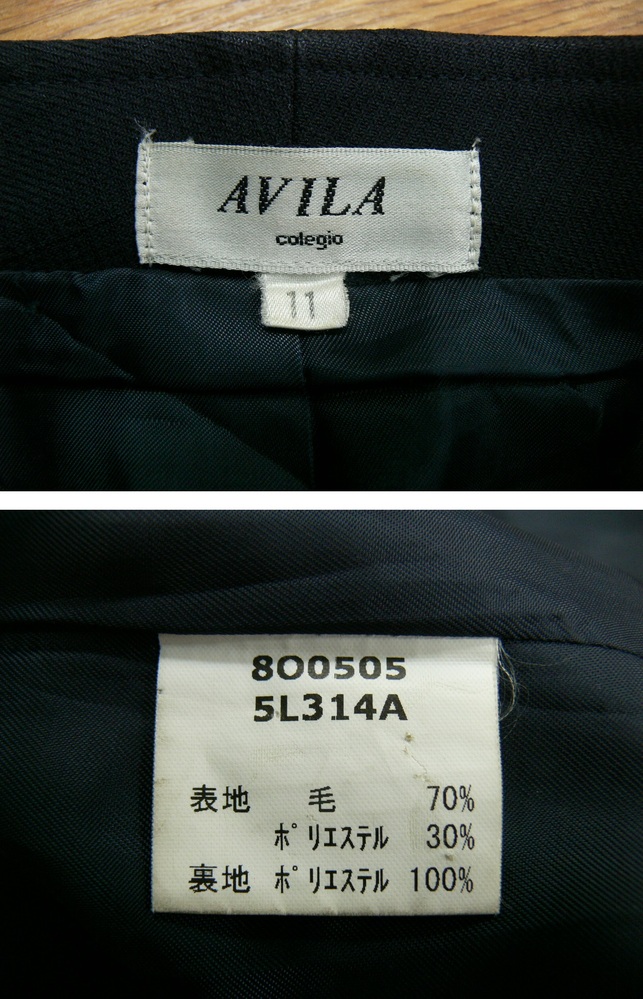 AVILA
colegio
11
800505
5L314A
表地 毛 70%
ポリエステル 30%
裏地 ポリエステル 100%